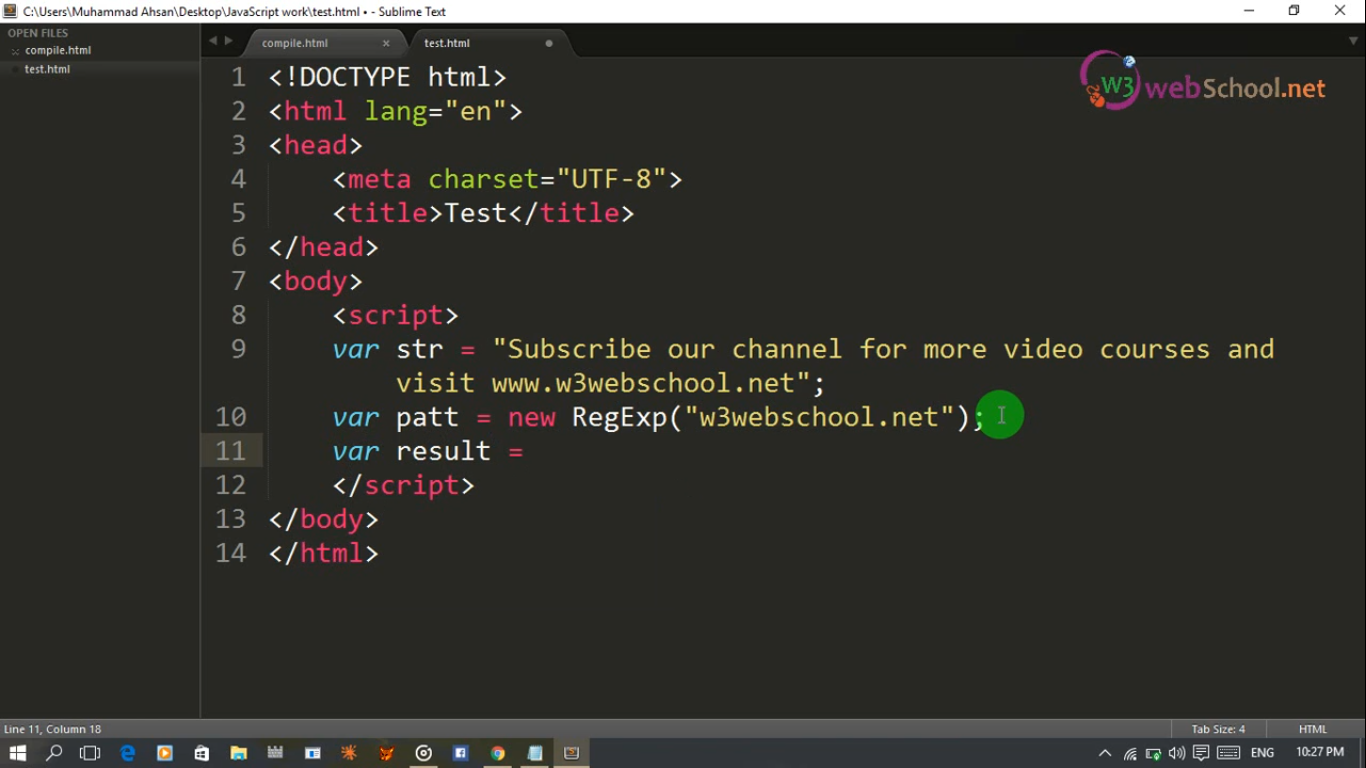 C:\Users\Muhammad Ahsan\Desktop\JavaScript work\test.html • - Sublime Text
OPEN FILES
compile.html
test.html
compile.html
test.html
W3 webSchool.net
1 <!DOCTYPE html>
2 <html lang="en">
3 <head>
4 <meta charset="UTF-8">
5 <title>Test</title>
6 </head>
7 <body>
8 <script>
9 var str = "Subscribe our channel for more video courses and
visit www.w3webschool.net";
10 var patt = new RegExp("w3webschool.net");
11 var result =
12 </script>
13 </body>
14 </html>
Line 11, Column 18
Tab Size: 4
HTML
ENG
10:27 PM